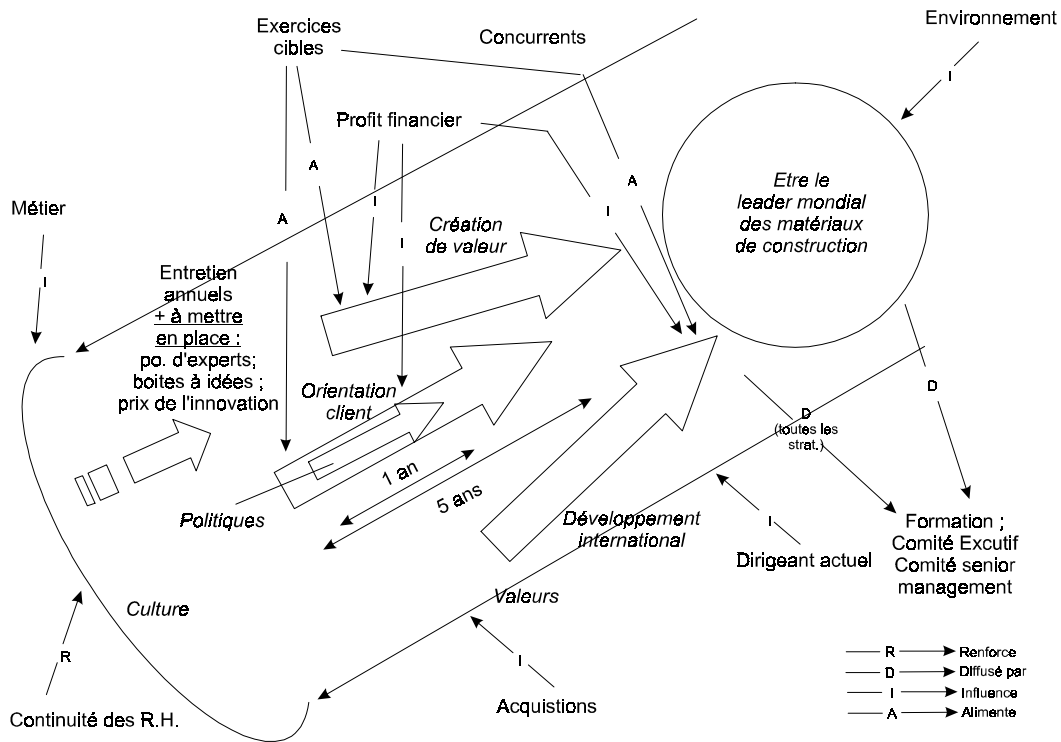 Exercices
cibles
Concurrents
Environnement
I
Profit financier
A
A
I
A
I
I
Etre le
leader mondial
des matériaux
de construction
Métier
I
Création
de valeur
Entretien
annuels
+ à mettre
en place :
po. d'experts;
boites à idées ;
prix de l'innovation
Orientation
client
D
D
(toutes les
strat.)
1 an
5 ans
Politiques
Développement
international
I
Dirigeant actuel
Formation ;
Comité Excutif
Comité senior
management
Culture
Valeurs
R
I
Continuité des R.H.
Acquistions
R Renforce
D Diffusé par
I Influence
A Alimente